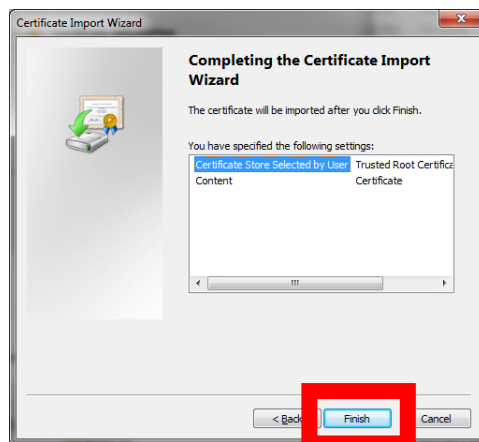 Certificate Import Wizard
Completing the Certificate Import
Wizard
The certificate will be imported after you click Finish.
You have specified the following settings:
Certificate Store Selected by User Trusted Root Certifica
Content Certificate
< Back Finish Cancel